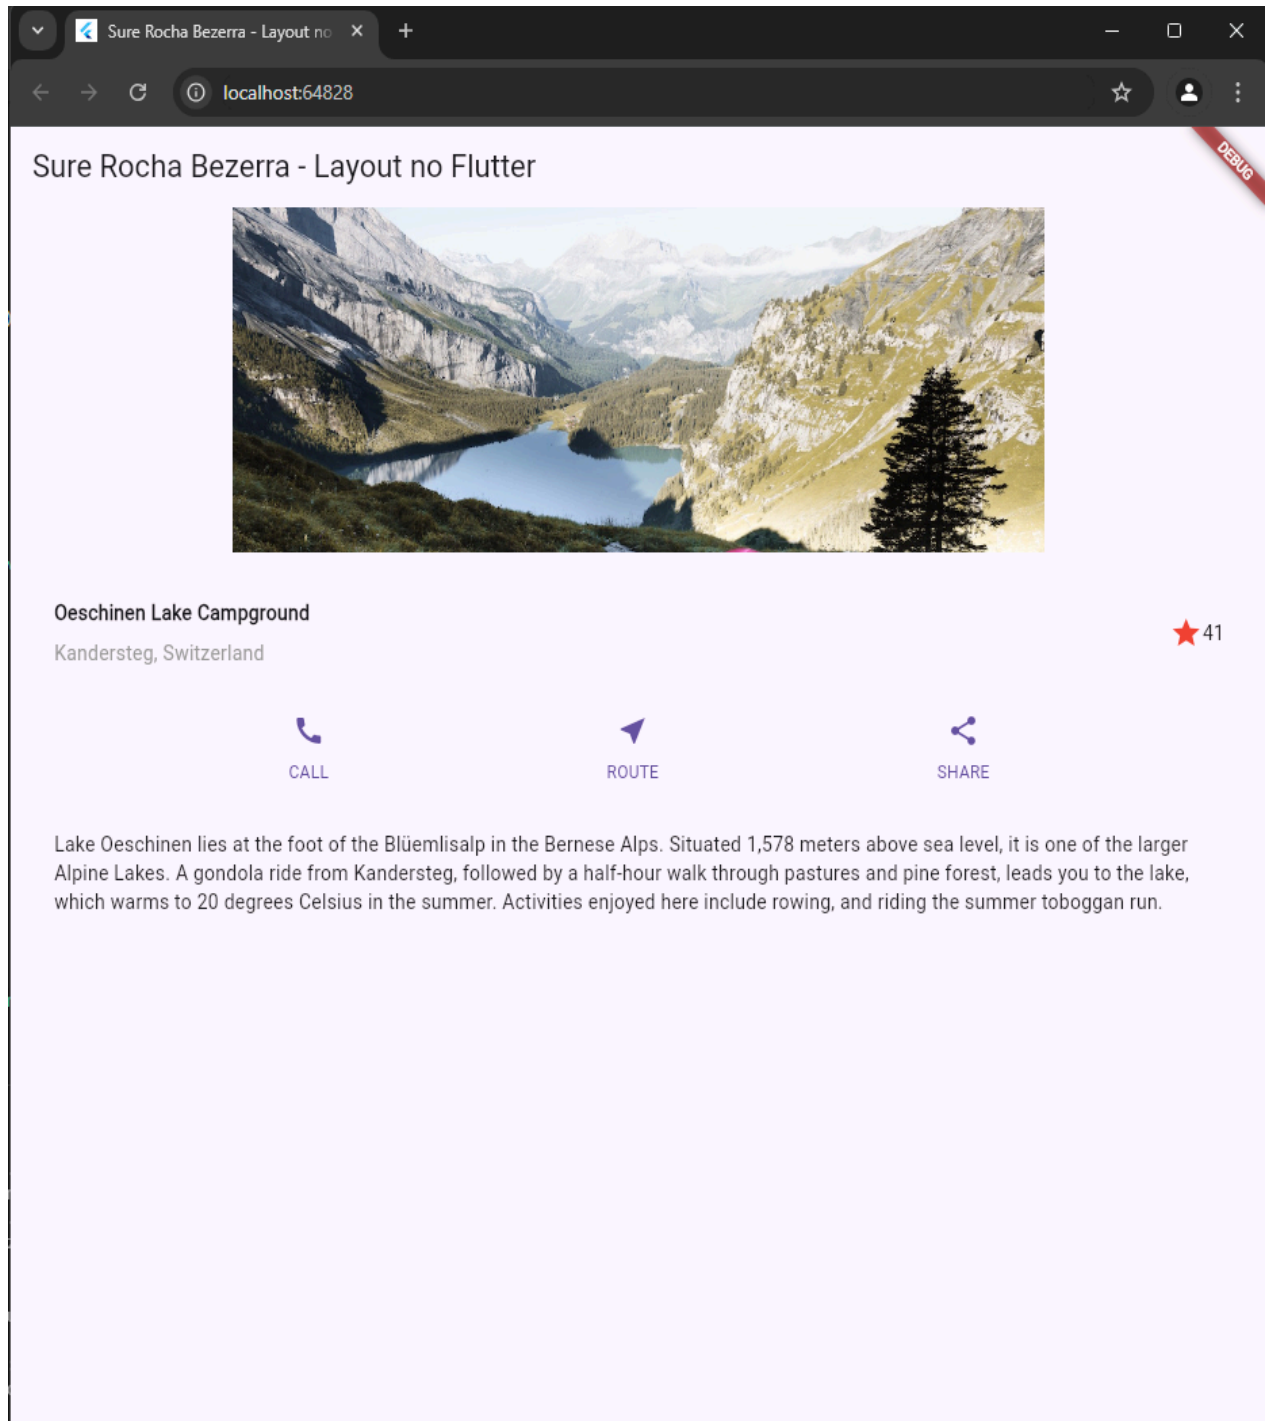 Sure Rocha Bezerra - Layout no
localhost:64828
Sure Rocha Bezerra - Layout no Flutter
DEBUG
Oeschinen Lake Campground
Kandersteg, Switzerland
41
CALL
ROUTE
SHARE
Lake Oeschinen lies at the foot of the Blüemlisalp in the Bernese Alps. Situated 1,578 meters above sea level, it is one of the larger
Alpine Lakes. A gondola ride from Kandersteg, followed by a half-hour walk through pastures and pine forest, leads you to the lake,
which warms to 20 degrees Celsius in the summer. Activities enjoyed here include rowing, and riding the summer toboggan run.